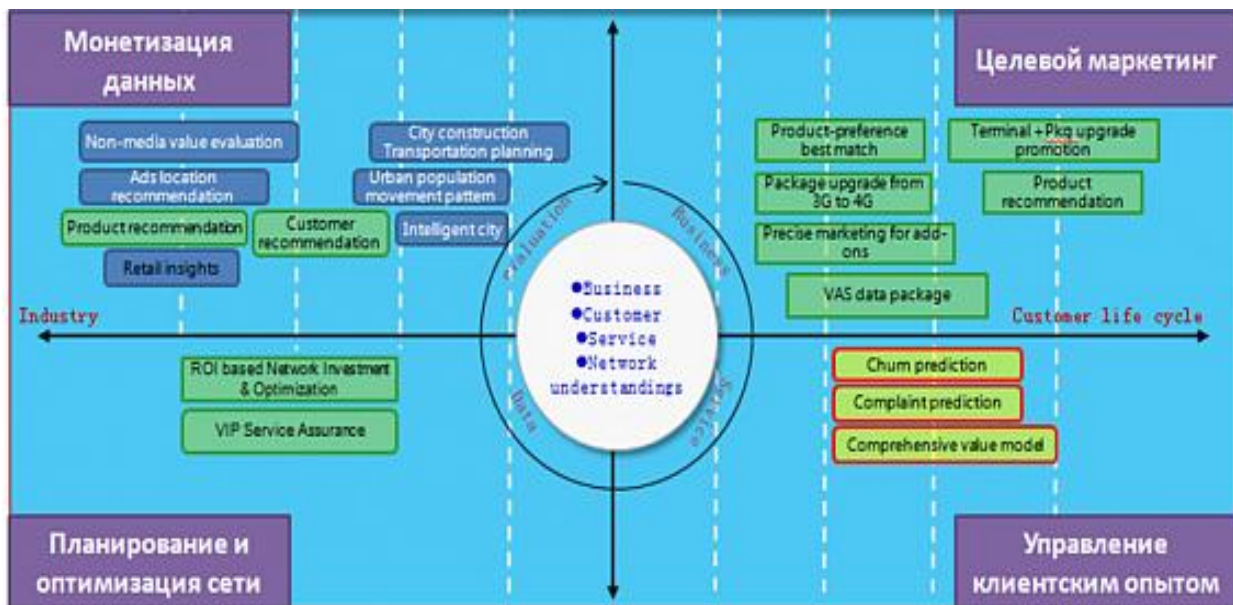 Монетизация
данных
Целевой маркетинг
Non-media value evaluation
City construction
Transportation planning
Ads location
recommendation
Urban population
movement pattern
Product recommendation
Customer
recommendation
Intelligent city
Retail insights
Product-preference
best match
Terminal +Pkg upgrade
promotion
Package upgrade from
3G to 4G
Product
recommendation
Precise marketing for add-
ons
VAS data package
evaluation
Business
Data
Service
●Business
●Customer
●Service
●Network
understandings
Industry
Customer life cycle
ROI based Network Investment
& Optimization
VIP Service Assurance
Churn prediction
Complaint prediction
Comprehensive value model
Планирование и
оптимизация сети
Управление
клиентским опытом